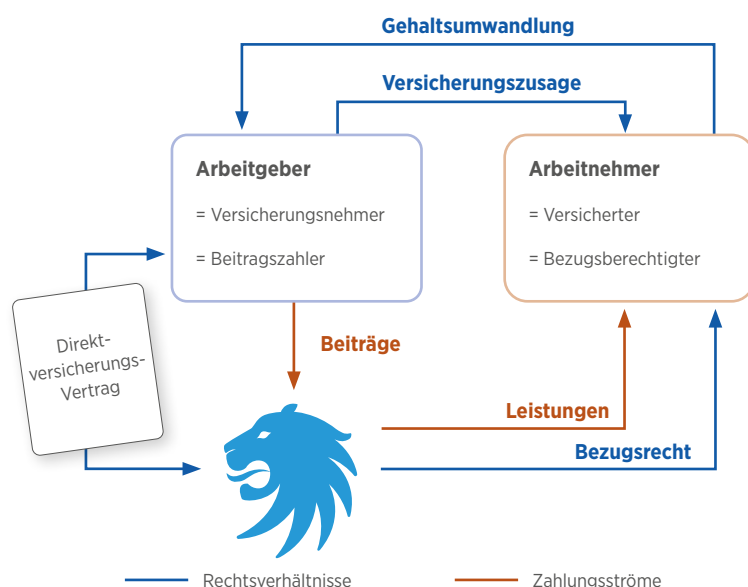 Gehaltsumwandlung
Versicherungszusage
Arbeitgeber
= Versicherungsnehmer
= Beitragszahler
Arbeitnehmer
= Versicherter
= Bezugsberechtigter
Direkt-
versicherungs-
Vertrag
Beiträge
Leistungen
Bezugsrecht
Rechtsverhältnisse
Zahlungsströme